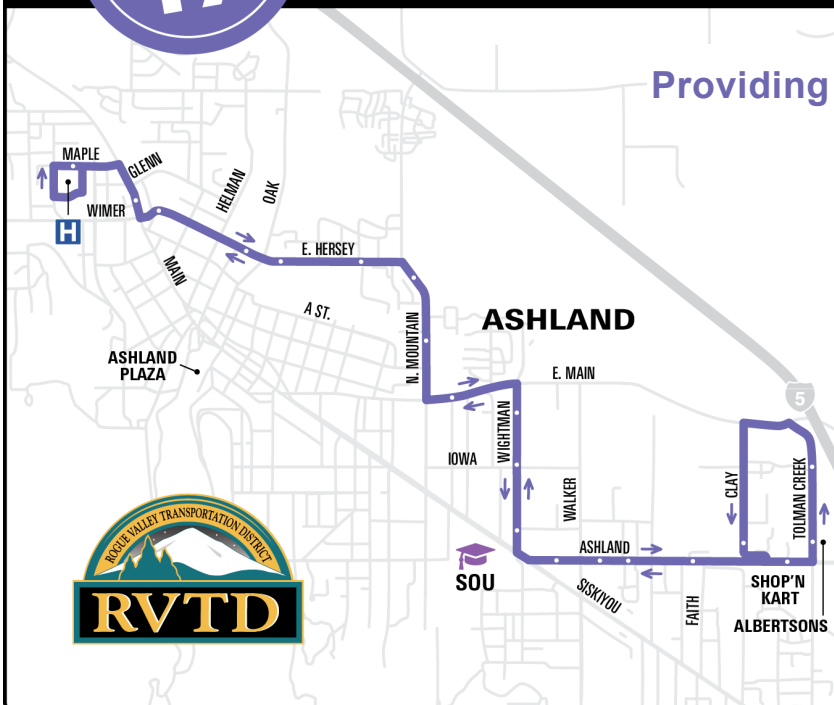 Providing
MAPLE
GLENN
HELMAN
OAK
WIMER
H
E. HERSEY
MAIN
A ST.
N. MOUNTAIN
ASHLAND
ASHLAND
PLAZA
E. MAIN
5
WIGHTMAN
IOWA
WALKER
CLAY
TOLMAN CREEK
ASHLAND
SOU
SISKIYOU
FAITH
SHOP'N
KART
ALBERTSONS
ROGUE VALLEY TRANSPORTATION DISTRICT
RVTD